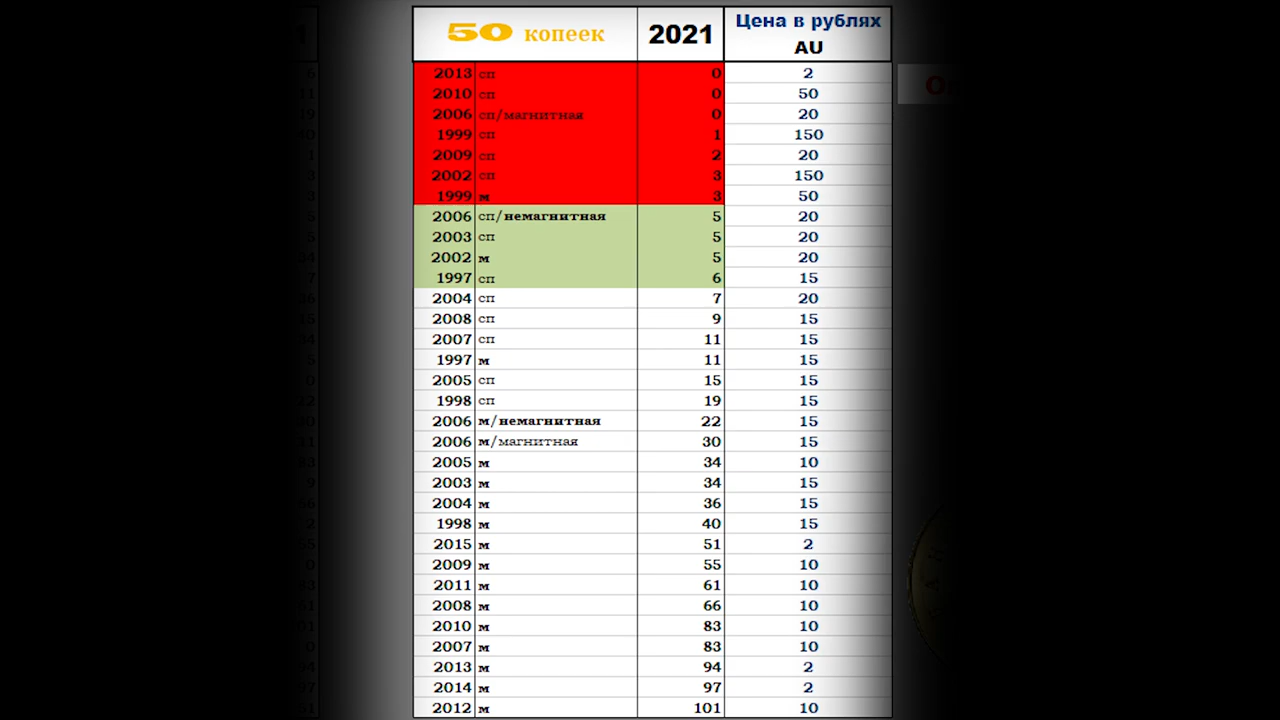 50 копеек 2021 Цена в рублях
AU
2013 сп 0 2
2010 сп 0 50
2006 сп/магнитная 0 20
1999 сп 1 150
2009 сп 2 20
2002 сп 3 150
1999 м 3 50
2006 сп/немагнитная 5 20
2003 сп 5 20
2002 м 5 20
1997 сп 6 15
2004 сп 7 20
2008 сп 9 15
2007 сп 11 15
1997 м 11 15
2005 сп 15 15
1998 сп 19 15
2006 м/немагнитная 22 15
2006 м/магнитная 30 15
2005 м 34 10
2003 м 34 15
2004 м 36 15
1998 м 40 15
2015 м 51 2
2009 м 55 10
2011 м 61 10
2008 м 66 10
2010 м 83 10
2007 м 83 10
2013 м 94 2
2014 м 97 2
2012 м 101 10